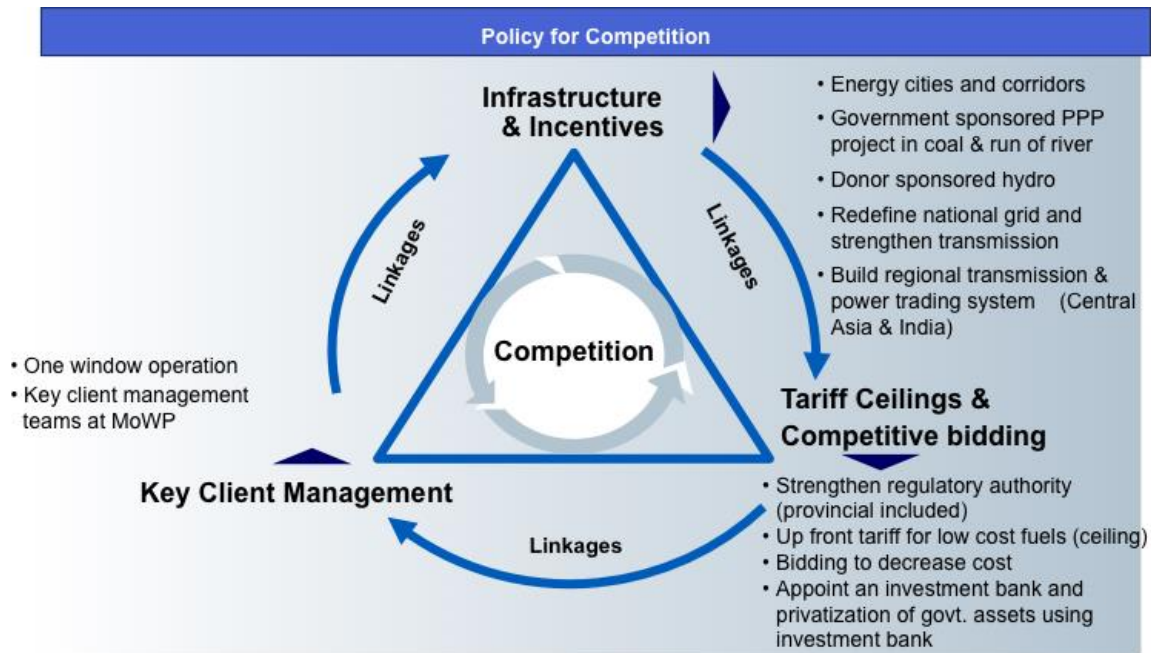 Policy for Competition
Infrastructure
& Incentives
• Energy cities and corridors
• Government sponsored PPP
project in coal & run of river
• Donor sponsored hydro
• Redefine national grid and
strengthen transmission
• Build regional transmission &
power trading system (Central
Asia & India)
Linkages
Linkages
Competition
• One window operation
• Key client management
teams at MoWP
Tariff Ceilings &
Competitive bidding
Key Client Management
• Strengthen regulatory authority
(provincial included)
• Up front tariff for low cost fuels (ceiling)
• Bidding to decrease cost
• Appoint an investment bank and
privatization of govt. assets using
investment bank
Linkages